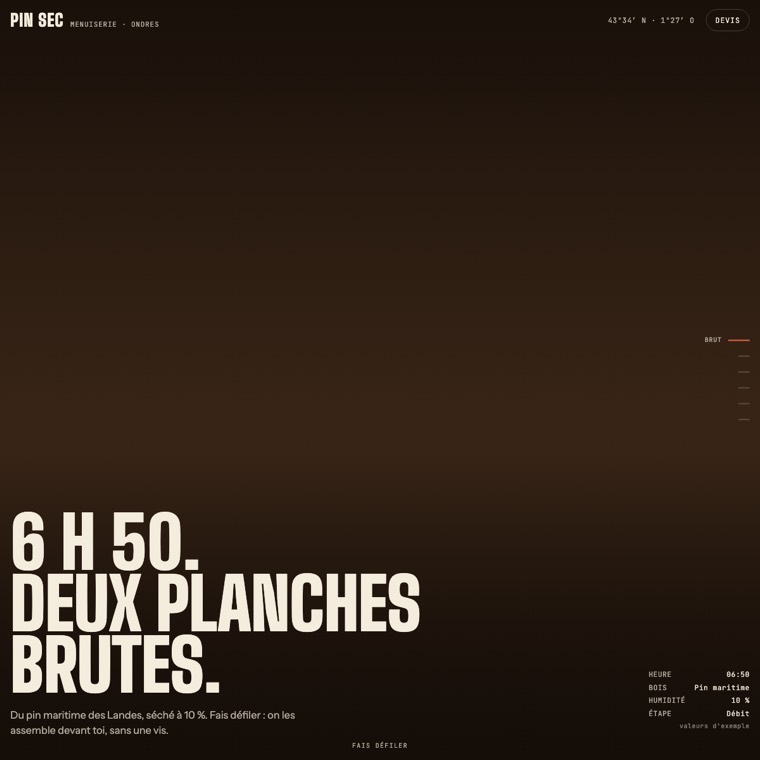 PIN SEC MENUISERIE · ONDRES
43°34′ N · 1°27′ O DEVIS
BRUT
6 H 50.
DEUX PLANCHES
BRUTES.
Du pin maritime des Landes, séché à 10 %. Fais défiler : on les
assemble devant toi, sans une vis.
HEURE 06:50
BOIS Pin maritime
HUMIDITÉ 10 %
ÉTAPE Débit
valeurs d'exemple
FAIS DÉFILER